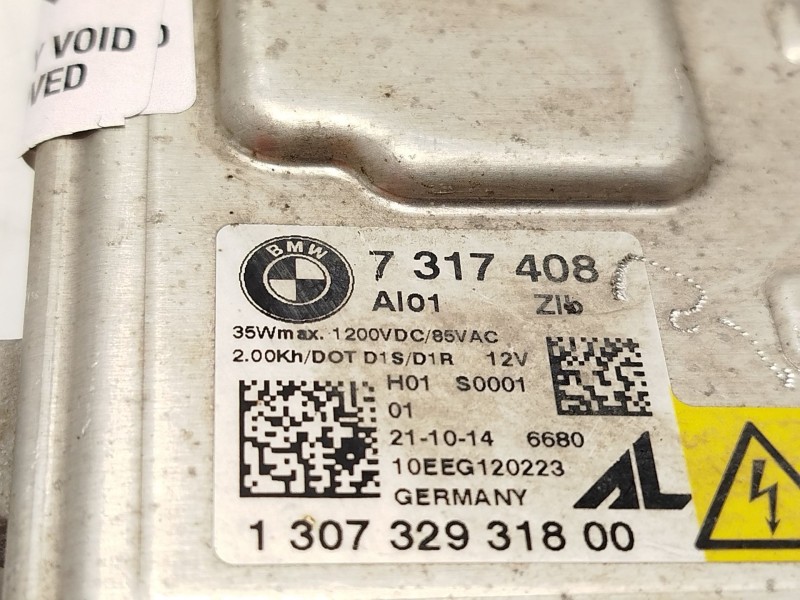 VOID
VED
BMW
7 317 408
AI01 ZIb
35Wmax. 1200VDC/85VAC
2.00Kh/DOT D1S/D1R 12V
H01 S0001
01
21-10-14 6680
10EEG120223
GERMANY
AL
1 307 329 318 00